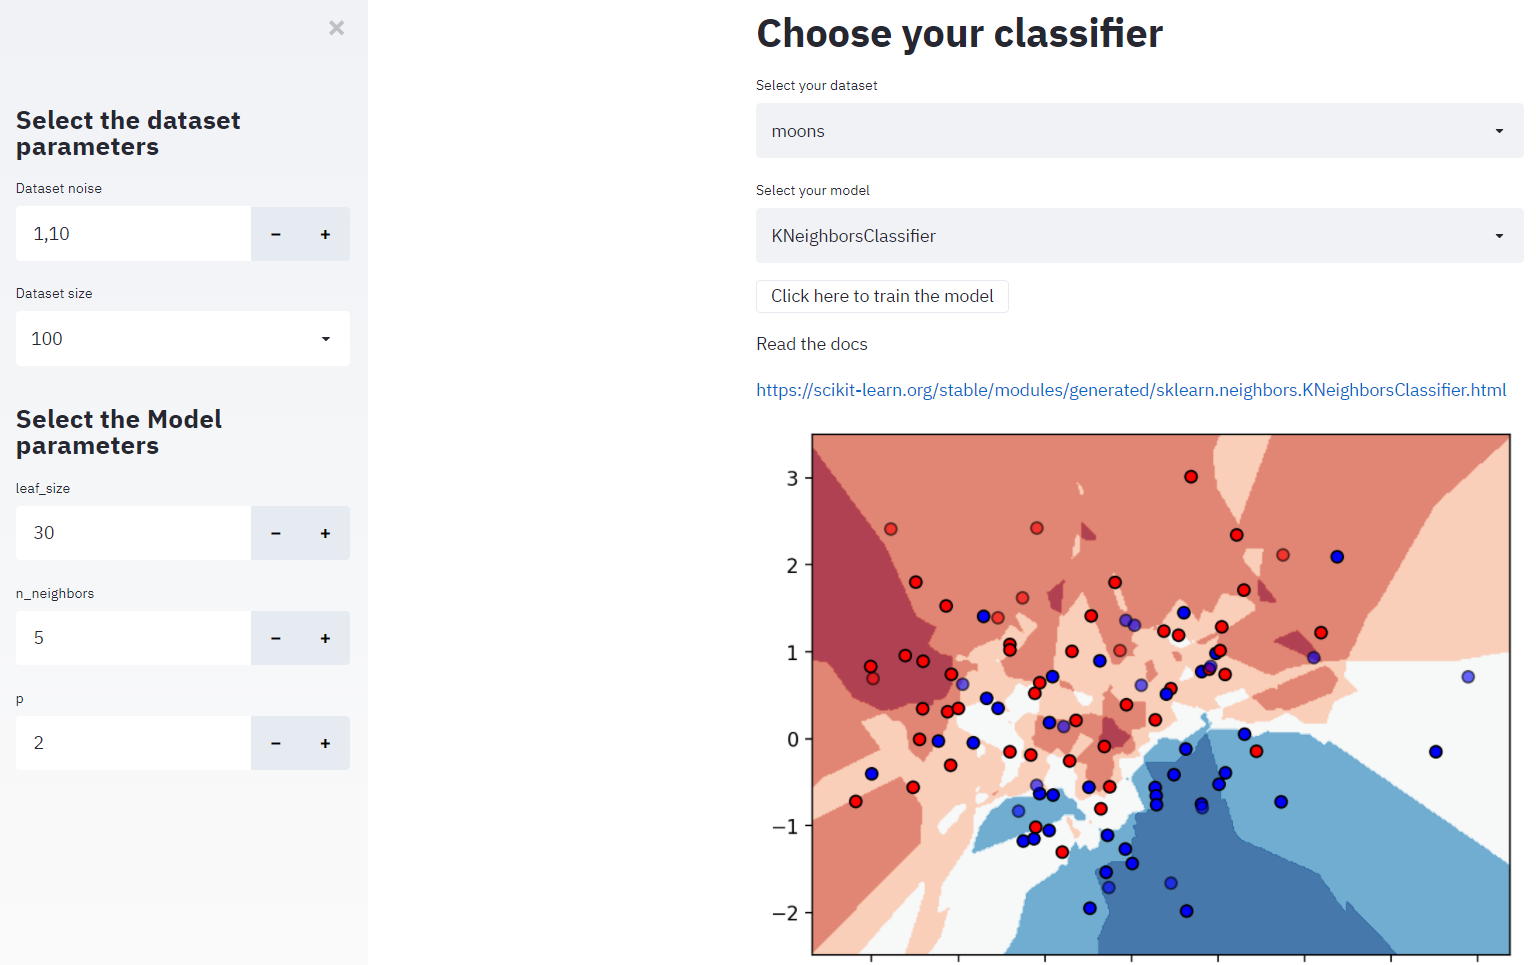 ×
Select the dataset
parameters
Dataset noise
1,10
− +
Dataset size
100
Select the Model
parameters
leaf_size
30
− +
n_neighbors
5
− +
p
2
− +
Choose your classifier
Select your dataset
moons
Select your model
KNeighborsClassifier
Click here to train the model
Read the docs
https://scikit-learn.org/stable/modules/generated/sklearn.neighbors.KNeighborsClassifier.html
3
2
1
0
−1
−2